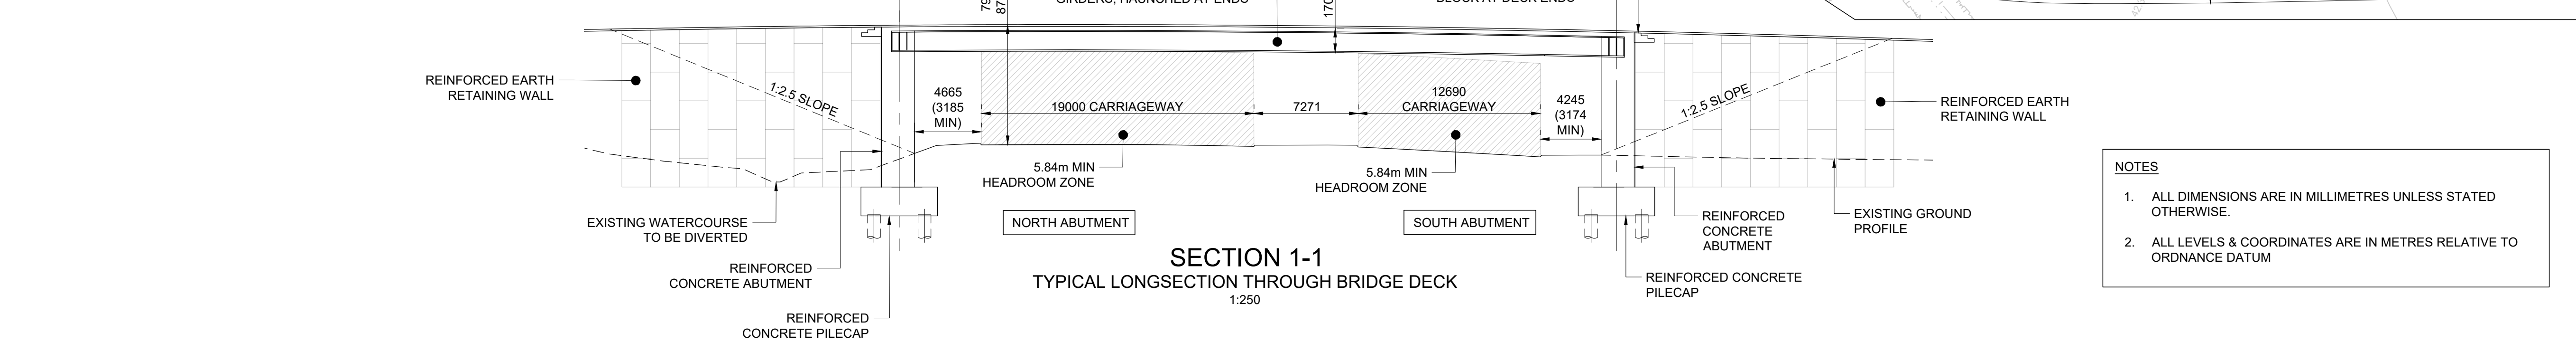 REINFORCED EARTH
RETAINING WALL
1:2.5 SLOPE
4665
(3185
MIN)
19000 CARRIAGEWAY
7271
12690
CARRIAGEWAY
4245
(3174
MIN)
1:2.5 SLOPE
REINFORCED EARTH
RETAINING WALL
5.84m MIN
HEADROOM ZONE
5.84m MIN
HEADROOM ZONE
EXISTING WATERCOURSE
TO BE DIVERTED
NORTH ABUTMENT
SOUTH ABUTMENT
REINFORCED
CONCRETE
ABUTMENT
EXISTING GROUND
PROFILE
REINFORCED
CONCRETE ABUTMENT
REINFORCED CONCRETE
PILECAP
REINFORCED
CONCRETE PILECAP
SECTION 1-1
TYPICAL LONGSECTION THROUGH BRIDGE DECK
1:250
NOTES
1. ALL DIMENSIONS ARE IN MILLIMETRES UNLESS STATED
OTHERWISE.
2. ALL LEVELS & COORDINATES ARE IN METRES RELATIVE TO
ORDNANCE DATUM